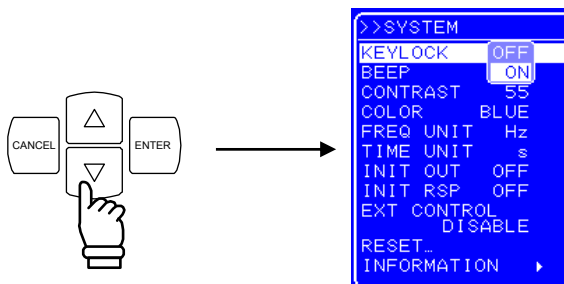 CANCEL
ENTER
>>SYSTEM
KEYLOCK OFF
BEEP ON
CONTRAST 55
COLOR BLUE
FREQ UNIT Hz
TIME UNIT s
INIT OUT OFF
INIT RSP OFF
EXT CONTROL
DISABLE
RESET…
INFORMATION